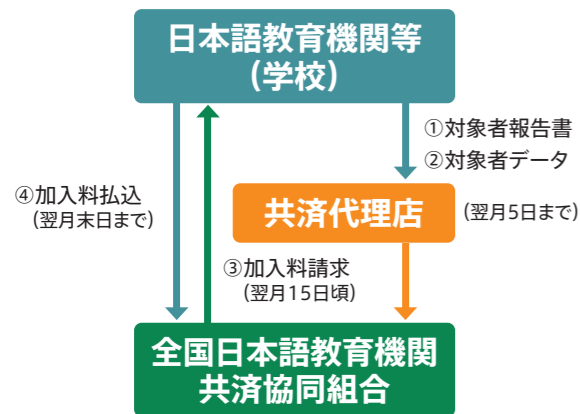 日本語教育機関等
(学校)
①対象者報告書
②対象者データ
④加入料払込
(翌月末日まで)
共済代理店
(翌月5日まで)
③加入料請求
(翌月15日頃)
全国日本語教育機関
共済協同組合